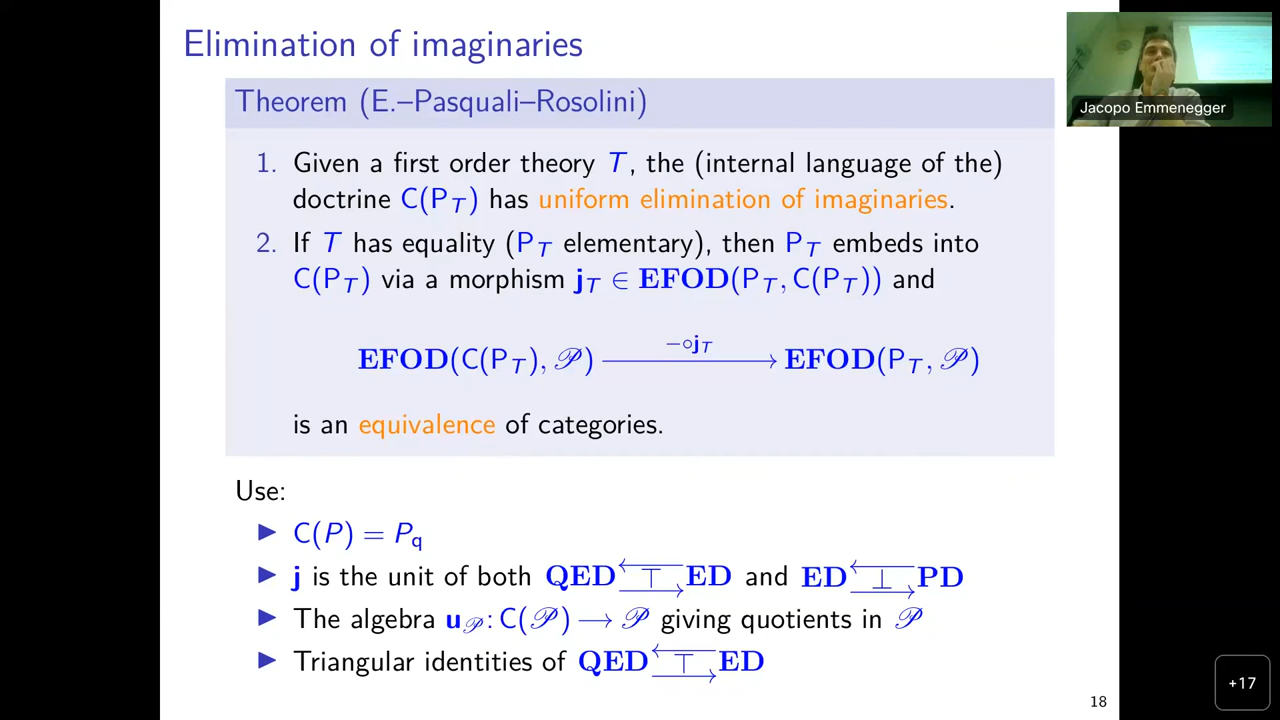 Elimination of imaginaries
Theorem (E.–Pasquali–Rosolini)
1. Given a first order theory T, the (internal language of the)
doctrine C(P_T) has uniform elimination of imaginaries.
2. If T has equality (P_T elementary), then P_T embeds into
C(P_T) via a morphism j_T ∈ EFOD(P_T, C(P_T)) and
EFOD(C(P_T), 𝒫) —−∘j_T→ EFOD(P_T, 𝒫)
is an equivalence of categories.
Use:
▶ C(P) = P_q
▶ j is the unit of both QED ⊤ ED and ED ⊥ PD
▶ The algebra u_𝒫: C(𝒫) ⟶ 𝒫 giving quotients in 𝒫
▶ Triangular identities of QED ⊤ ED
18
Jacopo Emmenegger
+17